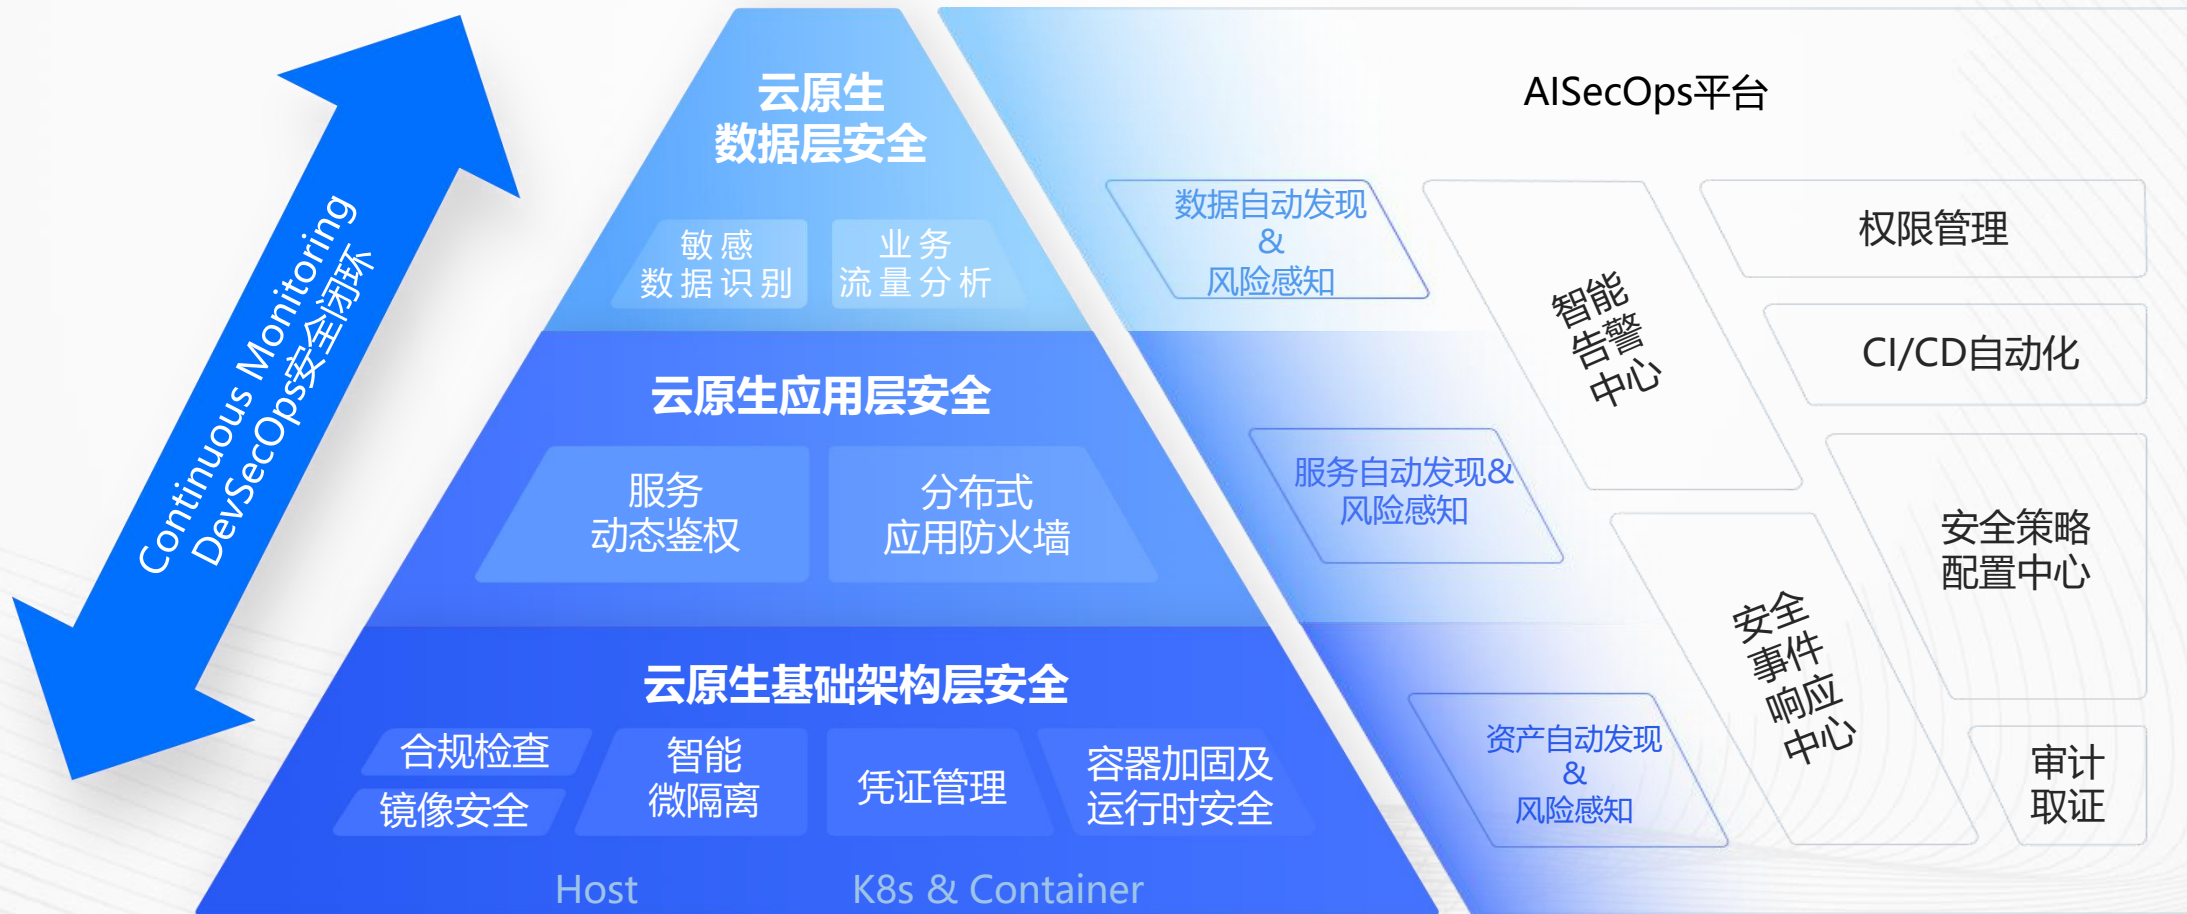 Continuous Monitoring
DevSecOps安全闭环
云原生
数据层安全
敏感
数据识别
业务
流量分析
云原生应用层安全
服务
动态鉴权
分布式
应用防火墙
云原生基础架构层安全
合规检查
镜像安全
智能
微隔离
凭证管理
容器加固及
运行时安全
Host
K8s & Container
AISecOps平台
数据自动发现
&
风险感知
服务自动发现&
风险感知
资产自动发现
&
风险感知
智能
告警
中心
安全
事件
响应
中心
权限管理
CI/CD自动化
安全策略
配置中心
审计
取证